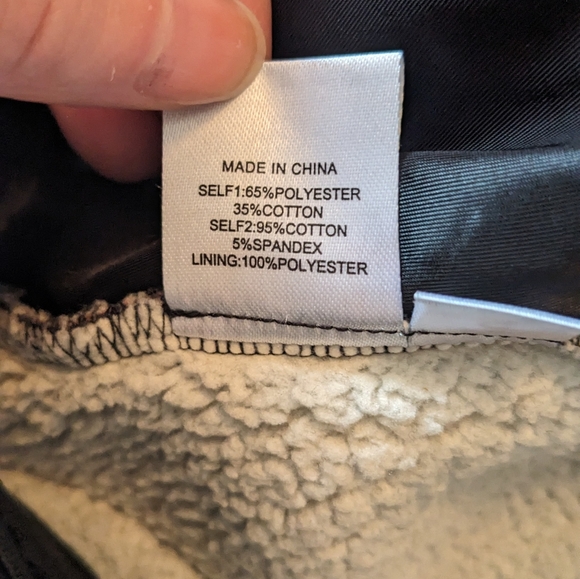 MADE IN CHINA
SELF1:65%POLYESTER
35%COTTON
SELF2:95%COTTON
5%SPANDEX
LINING:100%POLYESTER